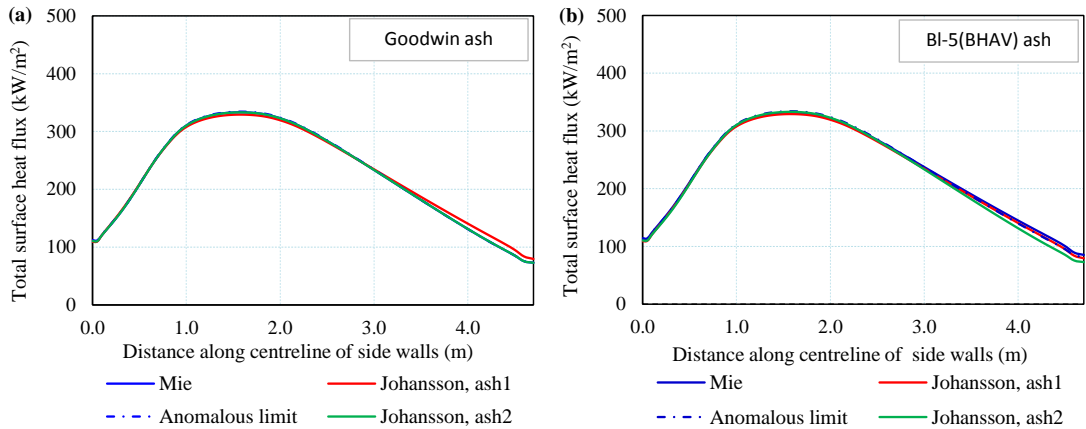 (a)
Total surface heat flux (kW/m²)
500
400
300
200
100
0
Goodwin ash
0.0 1.0 2.0 3.0 4.0
Distance along centreline of side walls (m)
Mie Johansson, ash1
Anomalous limit Johansson, ash2
(b)
Total surface heat flux (kW/m²)
500
400
300
200
100
0
Bl-5(BHAV) ash
0.0 1.0 2.0 3.0 4.0
Distance along centreline of side walls (m)
Mie Johansson, ash1
Anomalous limit Johansson, ash2